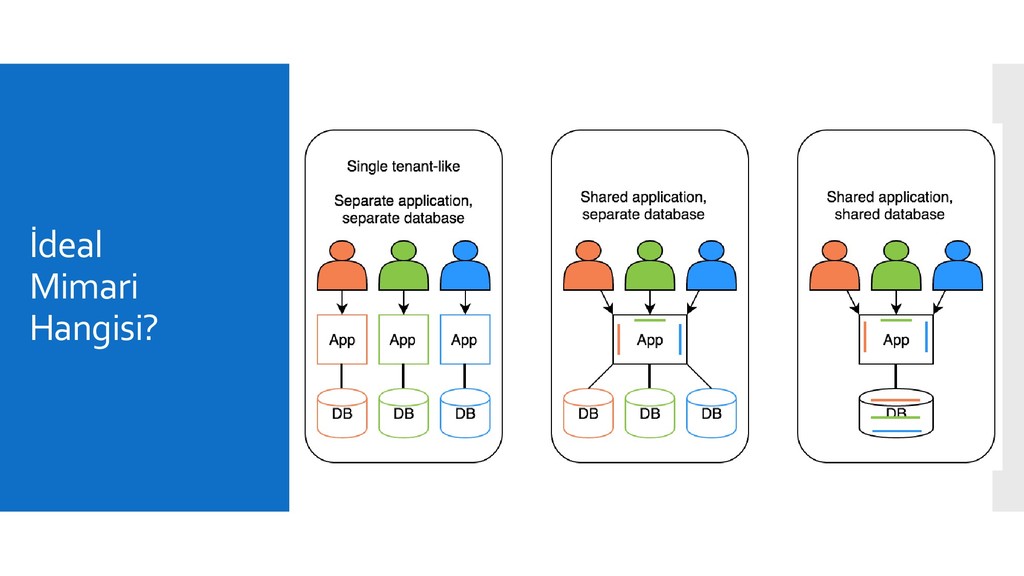 İdeal
Mimari
Hangisi?
Single tenant-like
Separate application,
separate database
App
App
App
DB
DB
DB
Shared application,
separate database
App
DB
DB
DB
Shared application,
shared database
App
DB